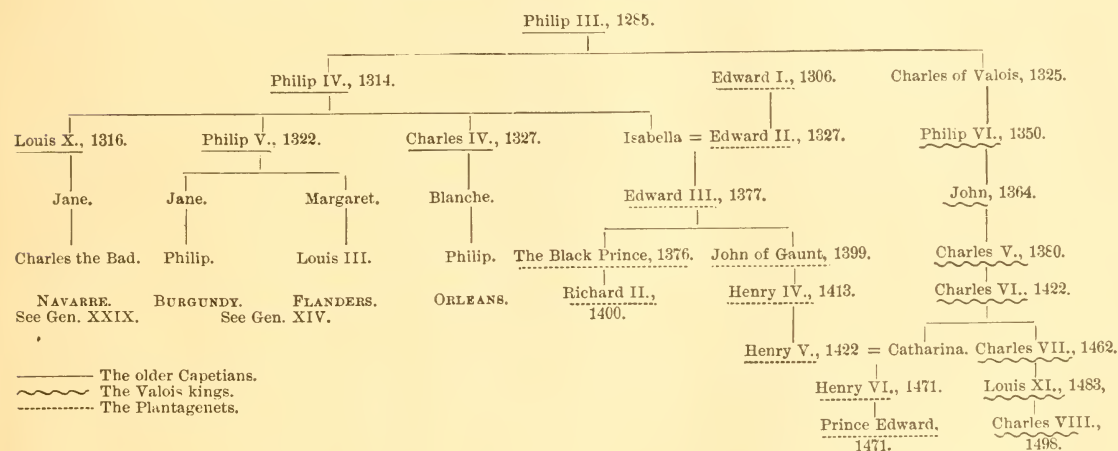 Philip III., 1285.
Philip IV., 1314.
Edward I., 1306.
Charles of Valois, 1325.
Louis X., 1316.
Philip V., 1322.
Charles IV., 1327.
Isabella = Edward II., 1327.
Philip VI., 1350.
Jane.
Jane.
Margaret.
Blanche.
Edward III., 1377.
John, 1364.
Charles the Bad.
Philip.
Louis III.
Philip.
The Black Prince, 1376.
John of Gaunt, 1399.
Charles V., 1380.
NAVARRE.
See Gen. XXIX.
BURGUNDY.
FLANDERS.
See Gen. XIV.
ORLEANS.
Richard II.,
1400.
Henry IV., 1413.
Charles VI., 1422.
Henry V., 1422 = Catharina.
Charles VII., 1462.
The older Capetians.
The Valois kings.
The Plantagenets.
Henry VI., 1471.
Louis XI., 1483,
Prince Edward,
1471.
Charles VIII.,
1498.